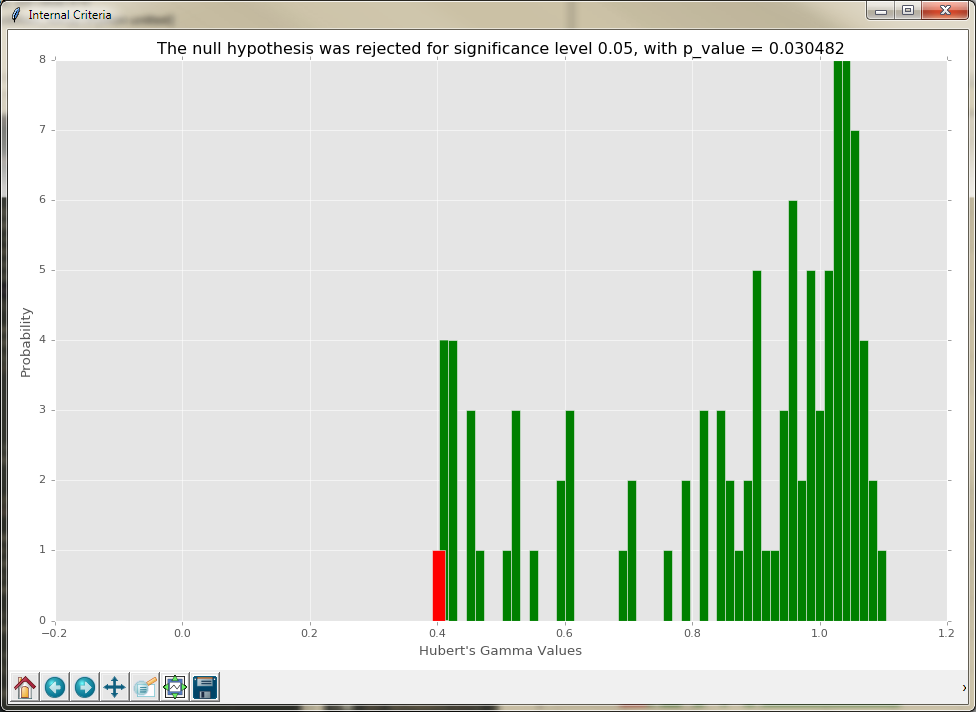 Internal Criteria
The null hypothesis was rejected for significance level 0.05, with p_value = 0.030482
8
7
6
5
4
3
2
1
0
Probability
−0.2 0.0 0.2 0.4 0.6 0.8 1.0 1.2
Hubert's Gamma Values